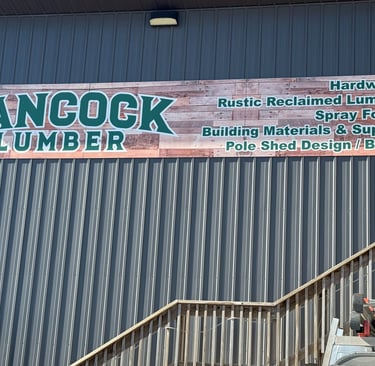 ANCOCK
LUMBER
Hardw
Rustic Reclaimed Lum
Spray Fo
Building Materials & Sup
Pole Shed Design / B